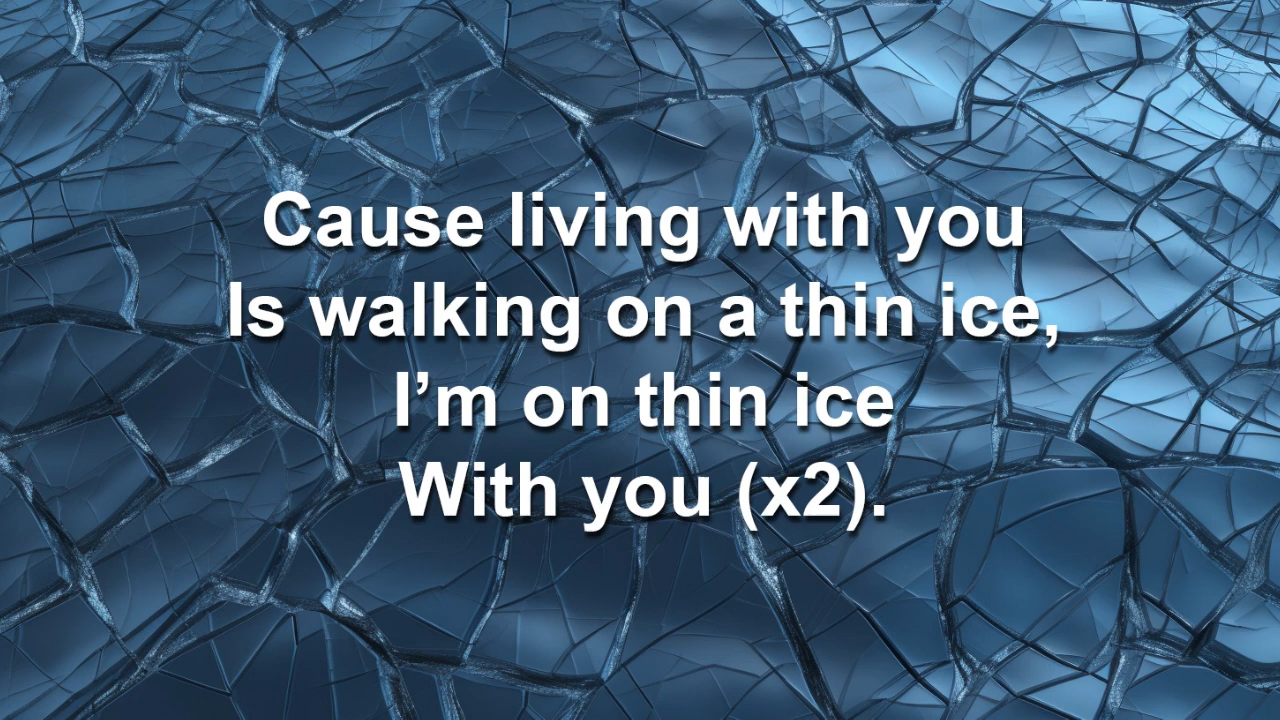 Cause living with you
Is walking on a thin ice,
I’m on thin ice
With you (x2).